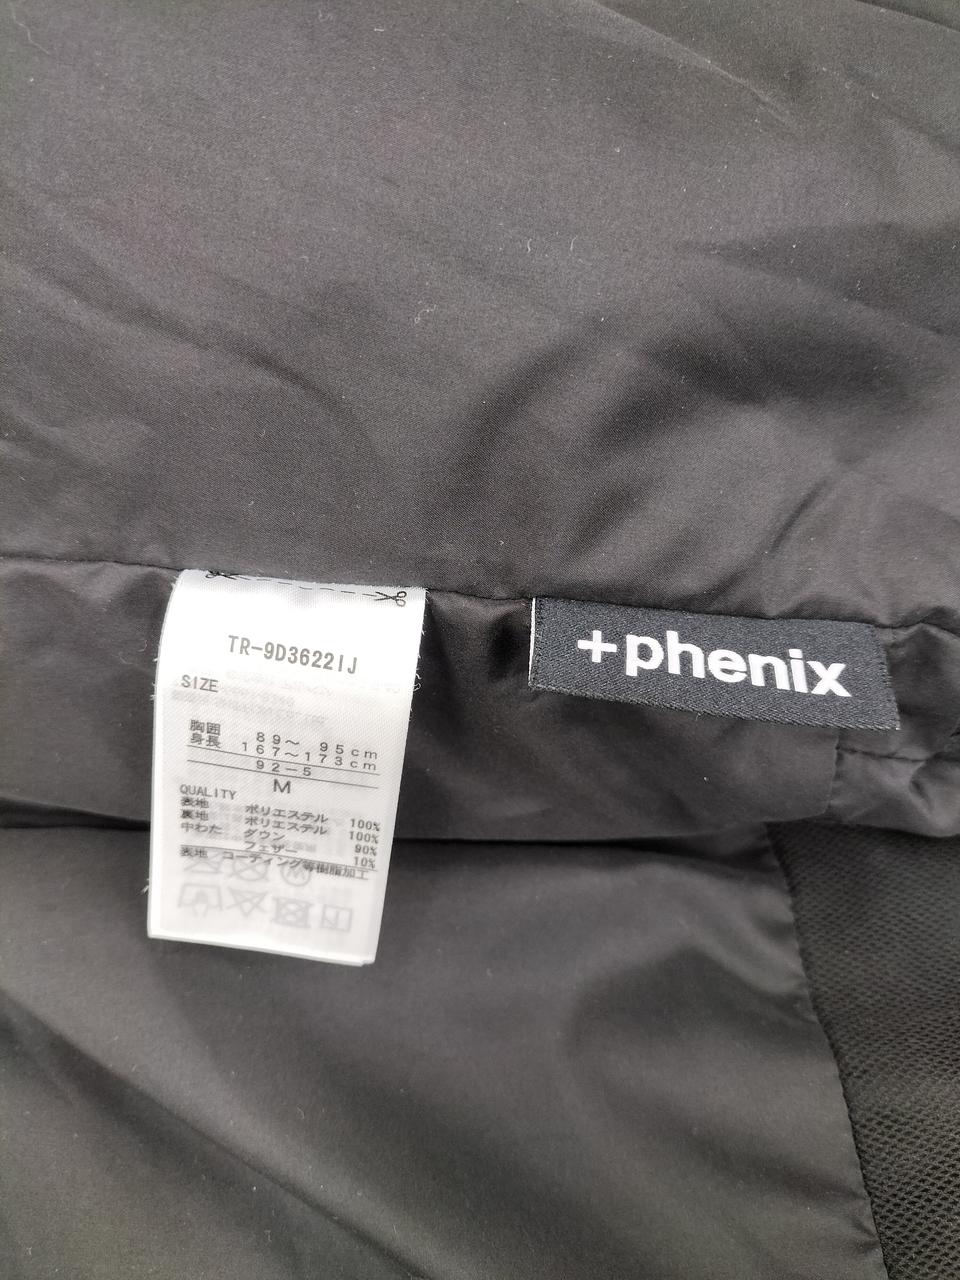 TR-9D3622IJ
SIZE
胸囲 89～ 95cm
身長 167～173cm
92－5
M
QUALITY
表地 ポリエステル 100%
裏地 ポリエステル 100%
中わた ダウン 90%
フェザー 10%
表地 コーティング等樹脂加工
+phenix